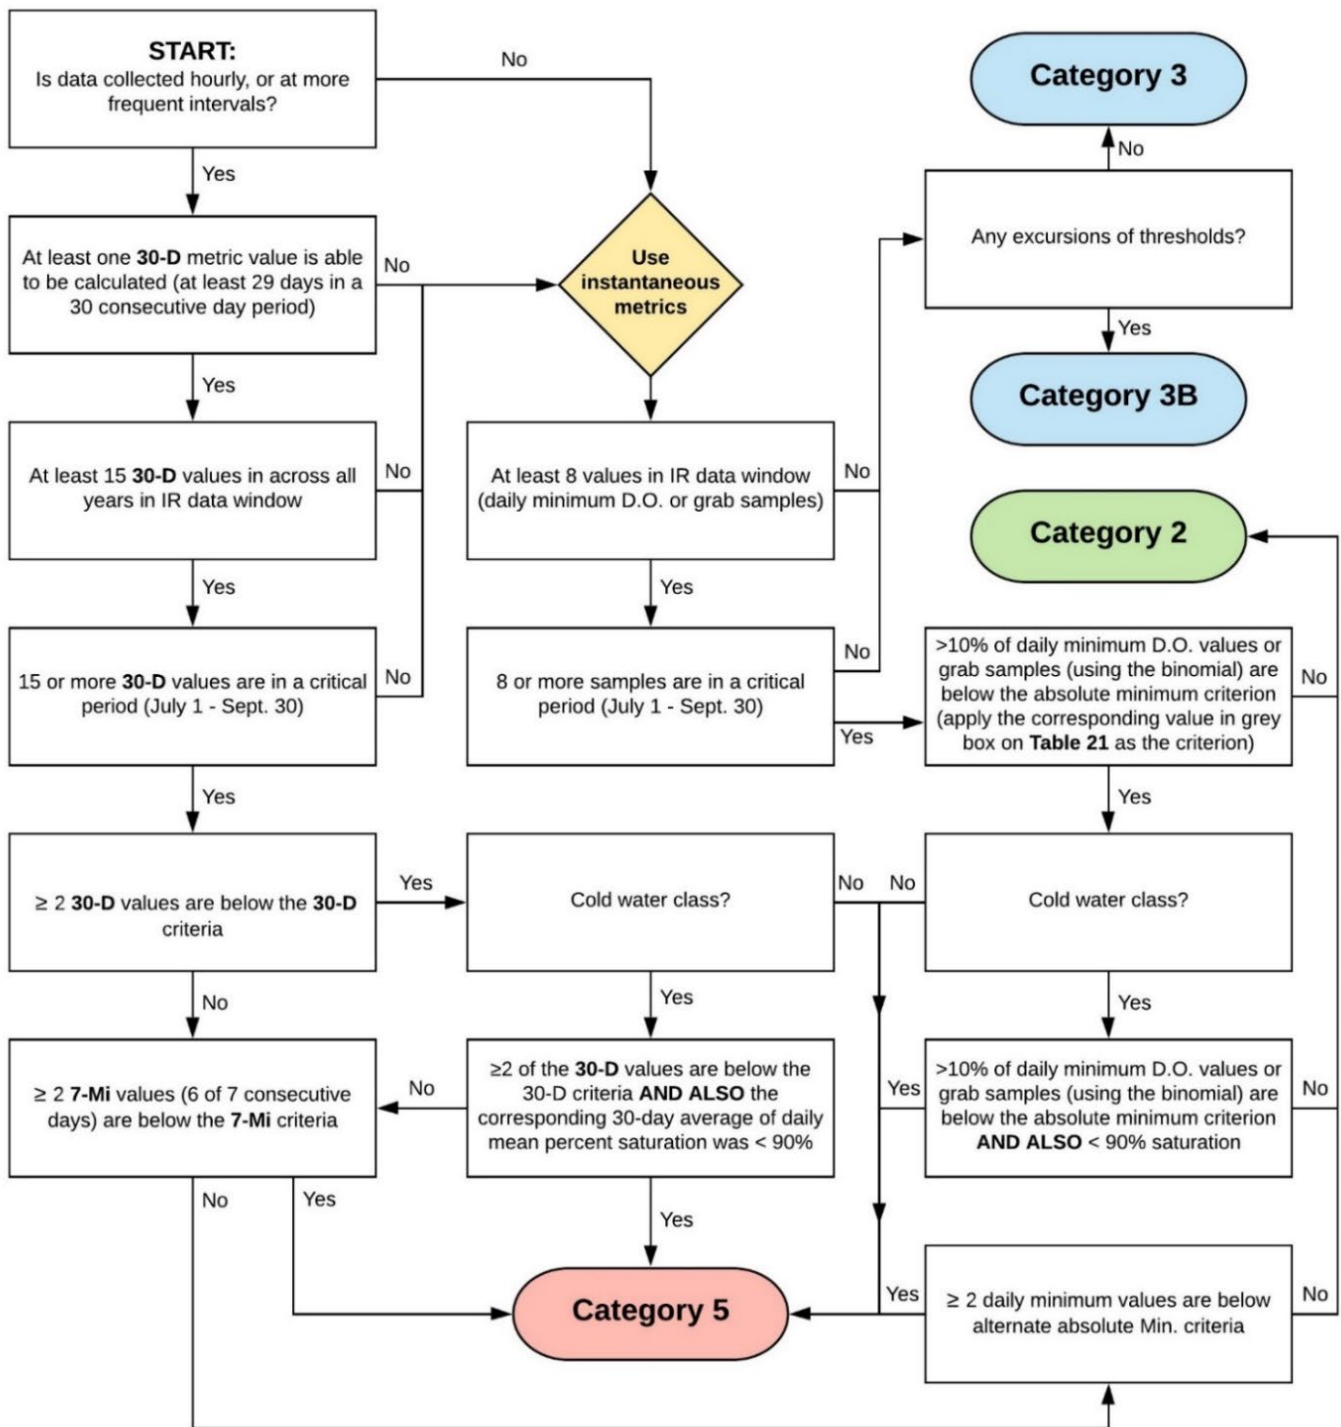 START:
Is data collected hourly, or at more
frequent intervals?
No
Yes
At least one 30-D metric value is able
to be calculated (at least 29 days in a
30 consecutive day period)
No
Yes
At least 15 30-D values in across all
years in IR data window
No
Yes
15 or more 30-D values are in a critical
period (July 1 - Sept. 30)
No
Yes
≥ 2 30-D values are below the 30-D
criteria
Yes
No
≥ 2 7-Mi values (6 of 7 consecutive
days) are below the 7-Mi criteria
No
Yes
Use
instantaneous
metrics
At least 8 values in IR data window
(daily minimum D.O. or grab samples)
No
Yes
8 or more samples are in a critical
period (July 1 - Sept. 30)
No
Yes
Cold water class?
No
Yes
≥2 of the 30-D values are below the
30-D criteria AND ALSO the
corresponding 30-day average of daily
mean percent saturation was < 90%
No
Yes
Category 5
Category 3
No
Any excursions of thresholds?
Yes
Category 3B
Category 2
>10% of daily minimum D.O. values or
grab samples (using the binomial) are
below the absolute minimum criterion
(apply the corresponding value in grey
box on Table 21 as the criterion)
No
Yes
Cold water class?
No
Yes
>10% of daily minimum D.O. values or
grab samples (using the binomial) are
below the absolute minimum criterion
AND ALSO < 90% saturation
Yes
No
≥ 2 daily minimum values are below
alternate absolute Min. criteria
Yes
No